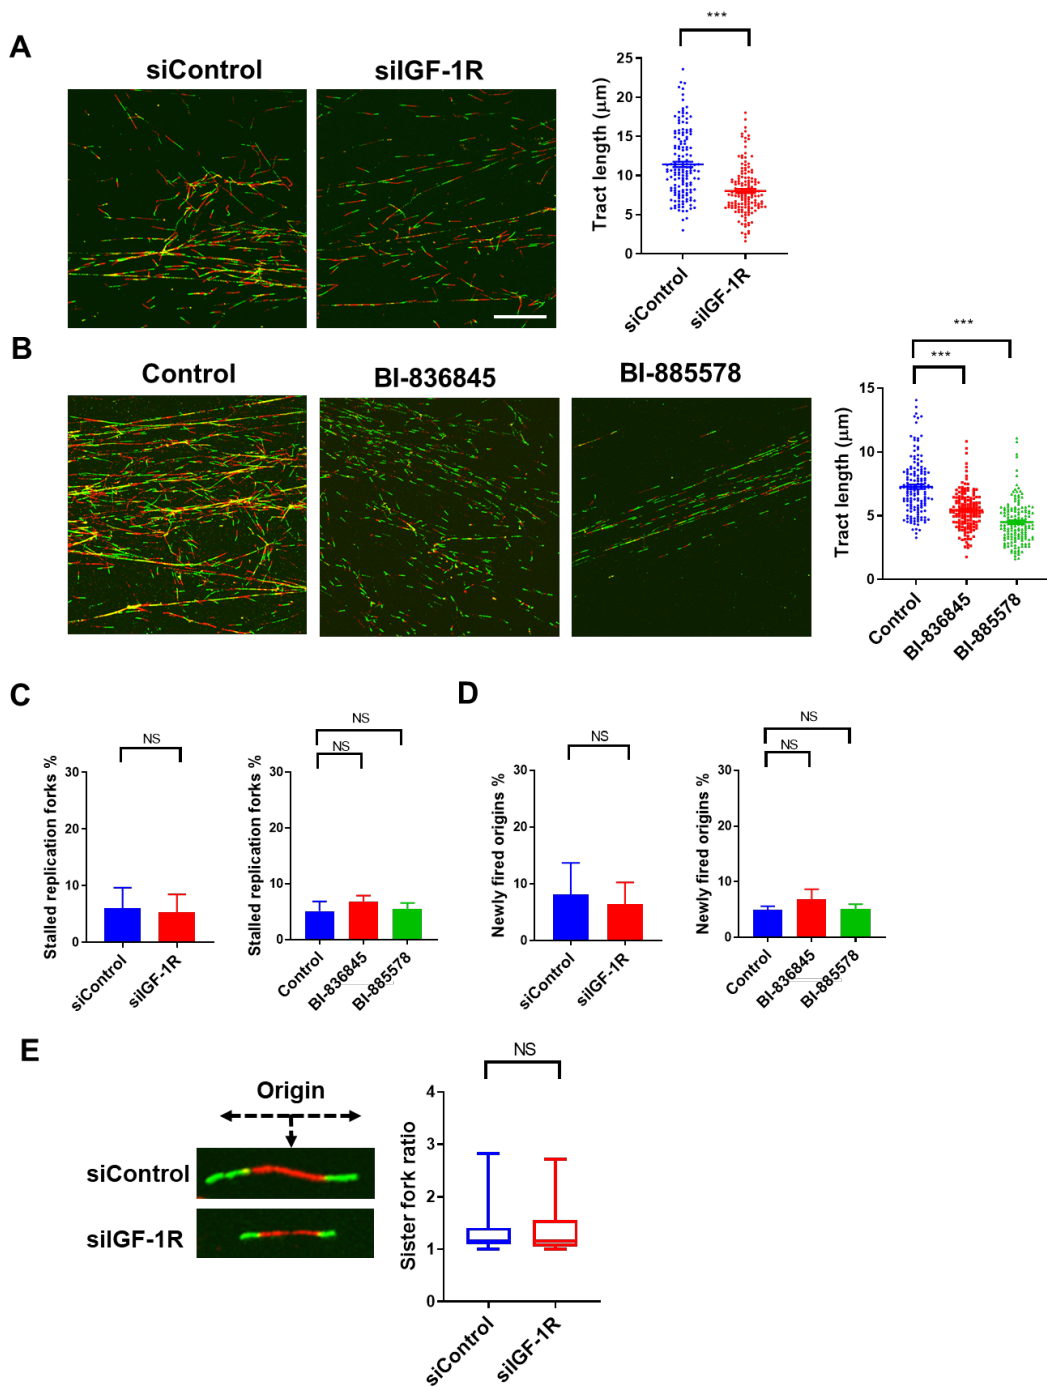 A
siControl
siIGF-1R
***
Tract length (μm)
25
20
15
10
5
0
siControl
siIGF-1R
B
Control
BI-836845
BI-885578
***
***
Tract length (μm)
15
10
5
0
Control
BI-836845
BI-885578
C
NS
Stalled replication forks %
30
20
10
0
siControl
siIGF-1R
NS
NS
Stalled replication forks %
30
20
10
0
Control
BI-836845
BI-885578
D
NS
Newly fired origins %
30
20
10
0
siControl
siIGF-1R
NS
NS
Newly fired origins %
30
20
10
0
Control
BI-836845
BI-885578
E
Origin
siControl
siIGF-1R
NS
Sister fork ratio
4
3
2
1
0
siControl
siIGF-1R